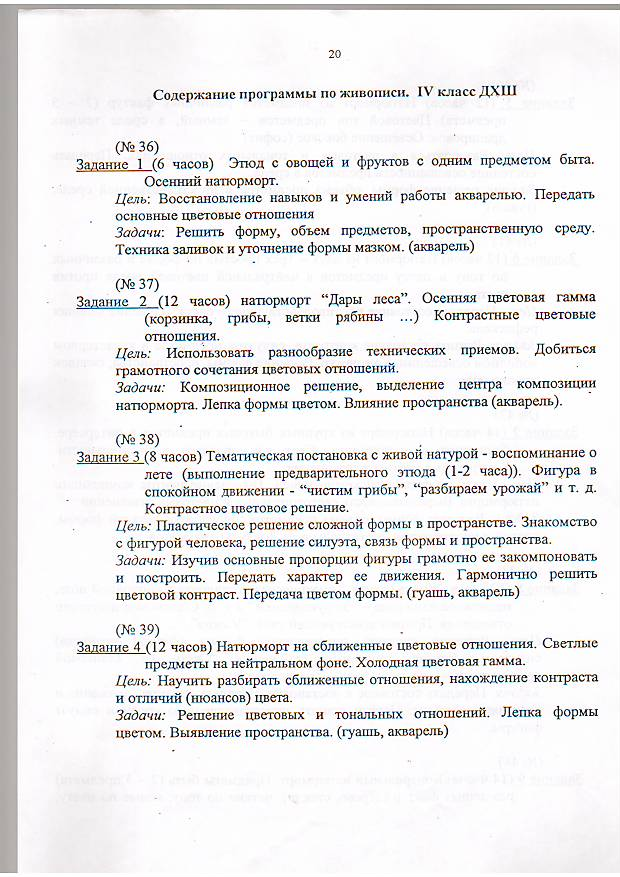 20
Содержание программы по живописи. IV класс ДХШ
(№ 36)
Задание 1 (6 часов) Этюд с овощей и фруктов с одним предметом быта.
Осенний натюрморт.
Цель: Восстановление навыков и умений работы акварелью. Передать
основные цветовые отношения
Задачи: Решить форму, объем предметов, пространственную среду.
Техника заливок и уточнение формы мазком. (акварель)
(№ 37)
Задание 2 (12 часов) натюрморт “Дары леса”. Осенняя цветовая гамма
(корзинка, грибы, ветки рябины ...) Контрастные цветовые
отношения.
Цель: Использовать разнообразие технических приемов. Добиться
грамотного сочетания цветовых отношений.
Задачи: Композиционное решение, выделение центра композиции
натюрморта. Лепка формы цветом. Влияние пространства (акварель).
(№ 38)
Задание 3 (8 часов) Тематическая постановка с живой натурой - воспоминание о
лете (выполнение предварительного этюда (1-2 часа)). Фигура в
спокойном движении - “чистим грибы”, “разбираем урожай” и т. д.
Контрастное цветовое решение.
Цель: Пластическое решение сложной формы в пространстве. Знакомство
с фигурой человека, решение силуэта, связь формы и пространства.
Задачи: Изучив основные пропорции фигуры грамотно ее закомпоновать
и построить. Передать характер ее движения. Гармонично решить
цветовой контраст. Передача цветом формы. (гуашь, акварель)
(№ 39)
Задание 4 (12 часов) Натюрморт на сближенные цветовые отношения. Светлые
предметы на нейтральном фоне. Холодная цветовая гамма.
Цель: Научить разбирать сближенные отношения, нахождение контраста
и отличий (нюансов) цвета.
Задачи: Решение цветовых и тональных отношений. Лепка формы
цветом. Выявление пространства. (гуашь, акварель)